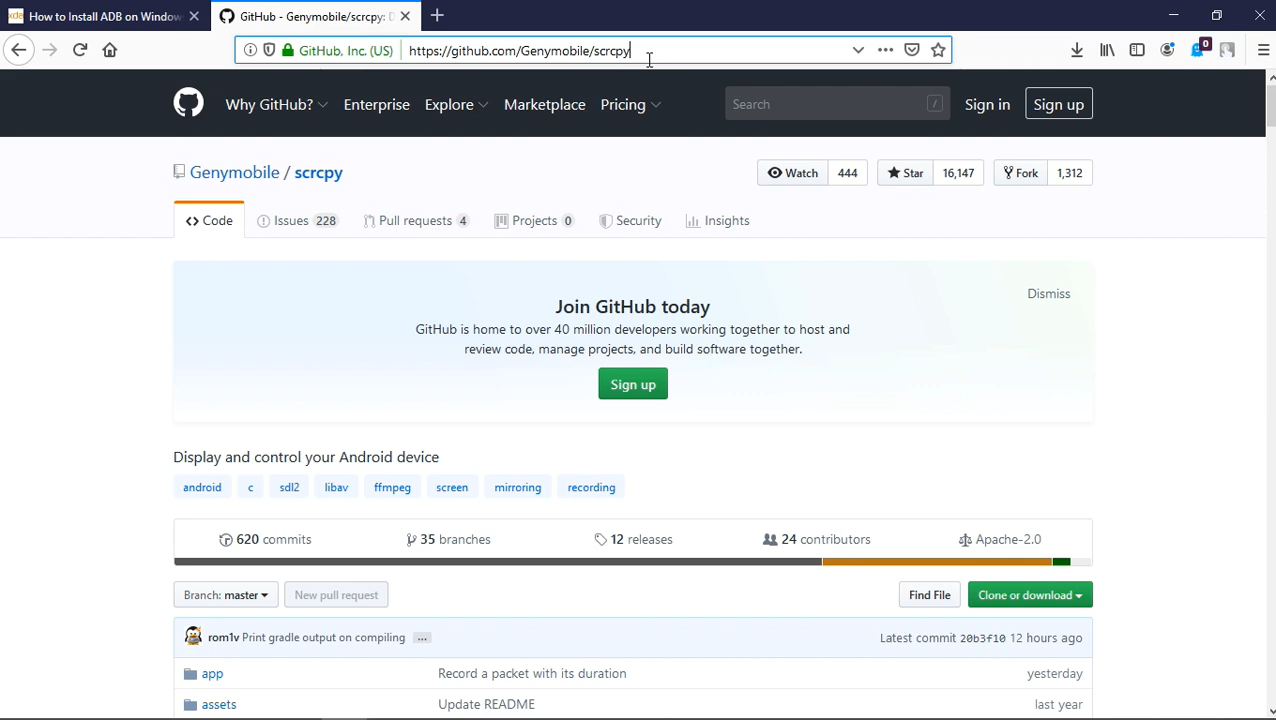 How to Install ADB on Window
GitHub - Genymobile/scrcpy: D
GitHub, Inc. (US)
https://github.com/Genymobile/scrcpy
0
Why GitHub?
Enterprise
Explore
Marketplace
Pricing
Search
/
Sign in
Sign up
Genymobile / scrcpy
Watch 444
Star 16,147
Fork 1,312
Code
Issues 228
Pull requests 4
Projects 0
Security
Insights
Join GitHub today
Dismiss
GitHub is home to over 40 million developers working together to host and
review code, manage projects, and build software together.
Sign up
Display and control your Android device
android c sdl2 libav ffmpeg screen mirroring recording
620 commits
35 branches
12 releases
24 contributors
Apache-2.0
Branch: master
New pull request
Find File
Clone or download
rom1v Print gradle output on compiling ...
Latest commit 20b3f10 12 hours ago
app
Record a packet with its duration
yesterday
assets
Update README
last year